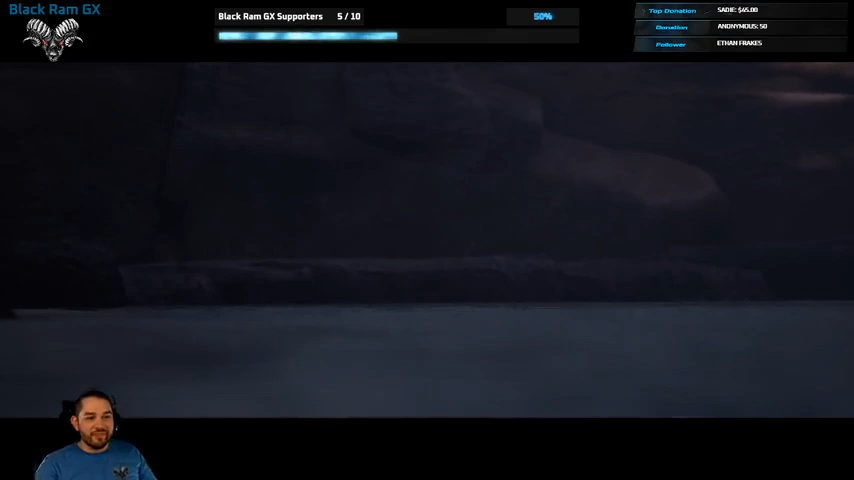 Black Ram GX
Black Ram GX Supporters 5 / 10
50%
Top Donation SADIE: $45.00
Donation ANONYMOUS: 50
Follower ETHAN FRAKES